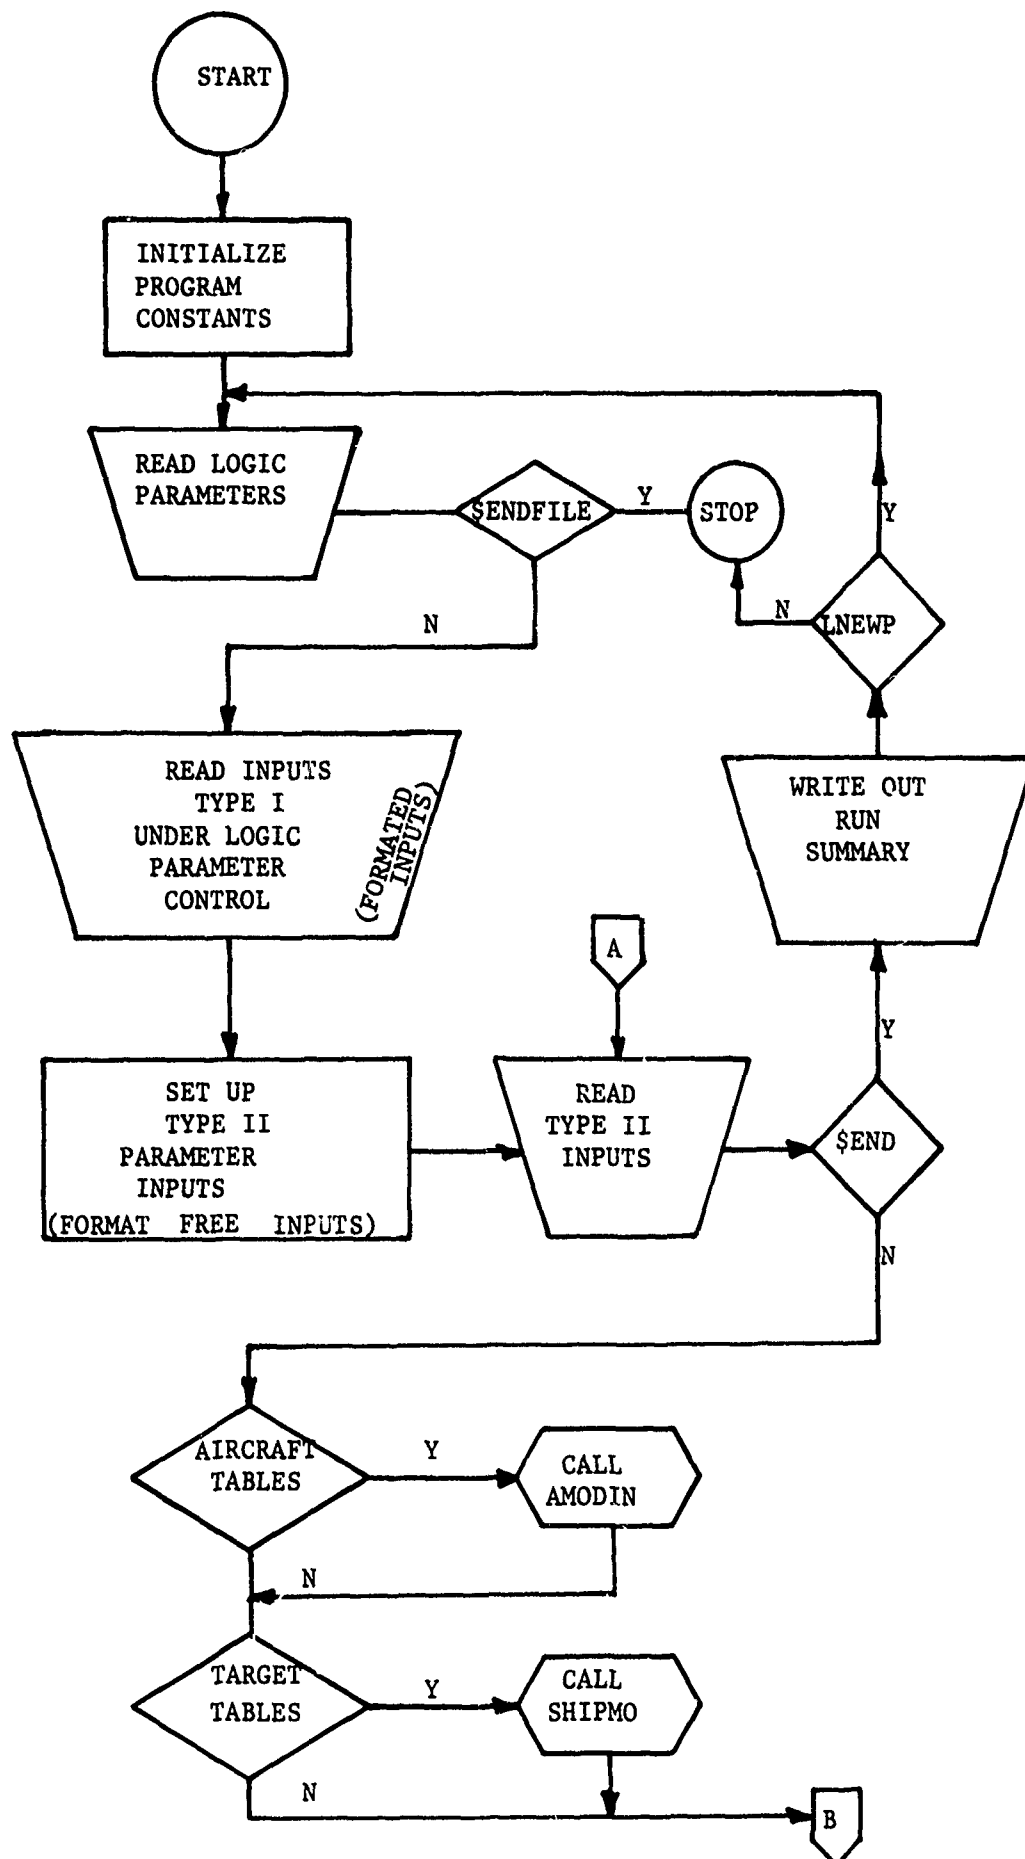 START
INITIALIZE
PROGRAM
CONSTANTS
READ LOGIC
PARAMETERS
$ENDFILE
Y
STOP
Y
N
LNEWP
N
READ INPUTS
TYPE I
UNDER LOGIC
PARAMETER
CONTROL
(FORMATED
INPUTS)
WRITE OUT
RUN
SUMMARY
A
Y
SET UP
TYPE II
PARAMETER
INPUTS
(FORMAT FREE INPUTS)
READ
TYPE II
INPUTS
$END
N
AIRCRAFT
TABLES
Y
CALL
AMODIN
N
TARGET
TABLES
Y
CALL
SHIPMO
N
B